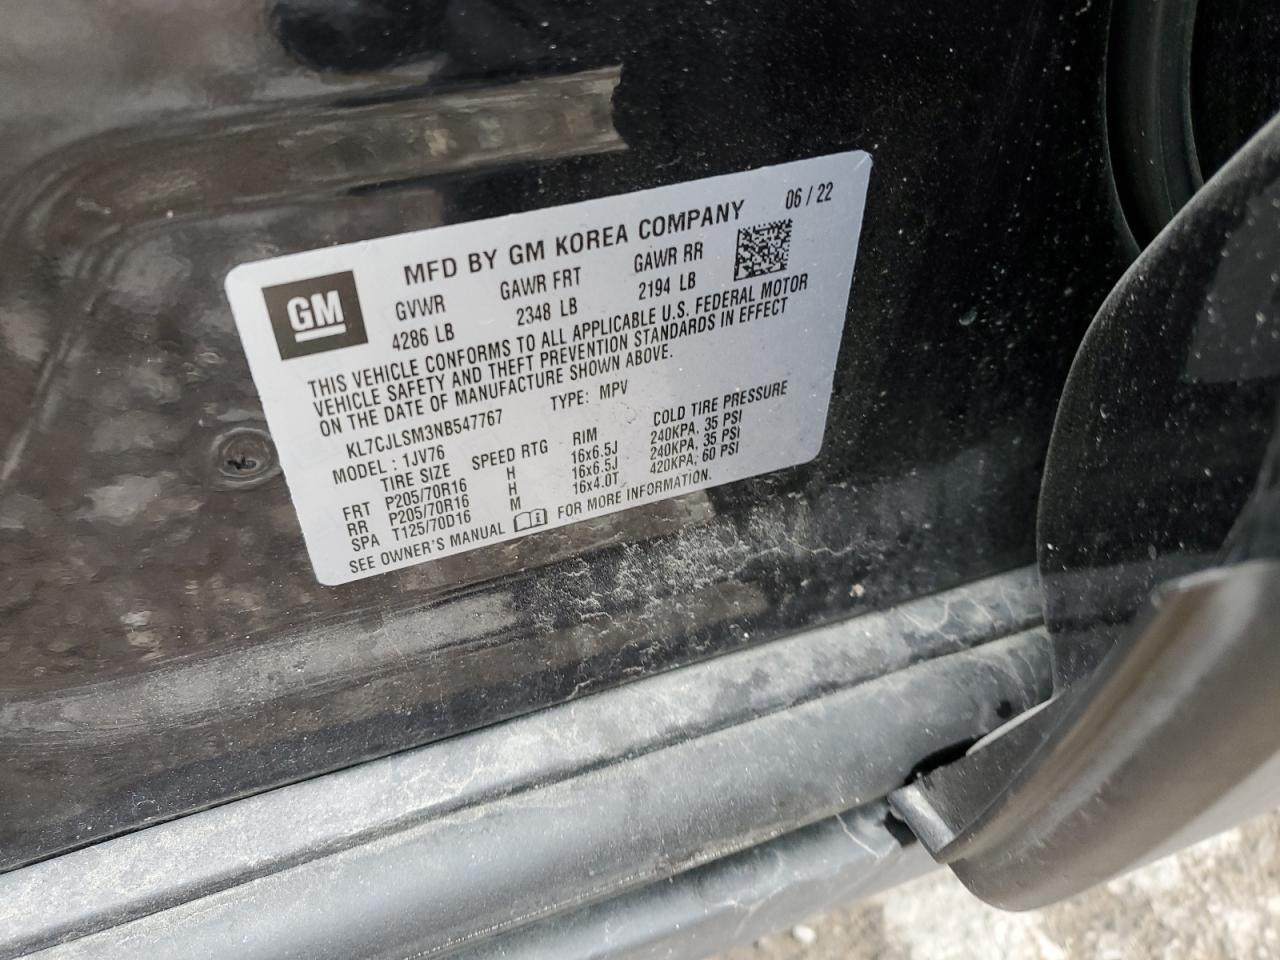 MFD BY GM KOREA COMPANY 06 / 22
GM
GVWR GAWR FRT GAWR RR
4286 LB 2348 LB 2194 LB
THIS VEHICLE CONFORMS TO ALL APPLICABLE U.S. FEDERAL MOTOR
VEHICLE SAFETY AND THEFT PREVENTION STANDARDS IN EFFECT
ON THE DATE OF MANUFACTURE SHOWN ABOVE.
KL7CJLSM3NB547767 TYPE: MPV
MODEL : 1JV76
TIRE SIZE SPEED RTG RIM COLD TIRE PRESSURE
FRT P205/70R16 H 16x6.5J 240KPA, 35 PSI
RR P205/70R16 H 16x6.5J 240KPA, 35 PSI
SPA T125/70D16 M 16x4.0T 420KPA, 60 PSI
SEE OWNER'S MANUAL i FOR MORE INFORMATION.